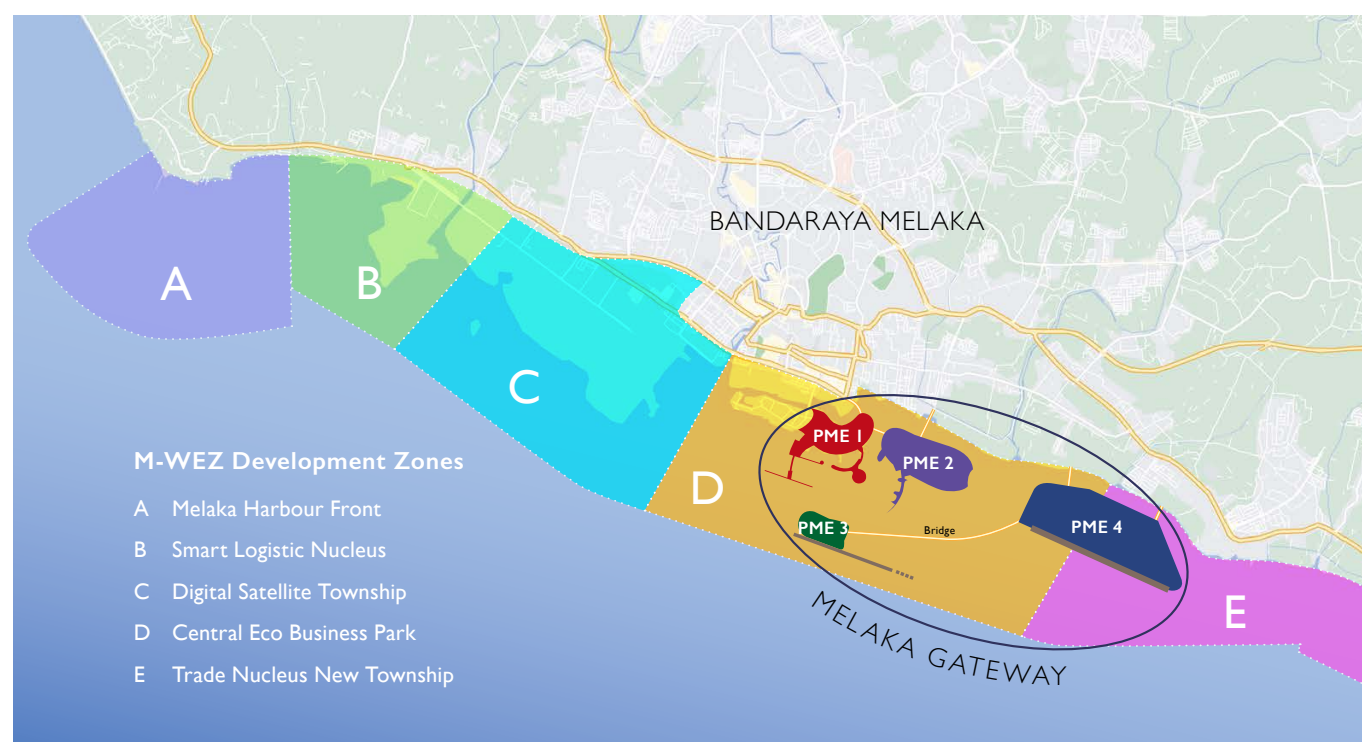 BANDARAYA MELAKA
A
B
C
D
E
PME 1
PME 2
PME 3
Bridge
PME 4
MELAKA GATEWAY
M-WEZ Development Zones
A Melaka Harbour Front
B Smart Logistic Nucleus
C Digital Satellite Township
D Central Eco Business Park
E Trade Nucleus New Township